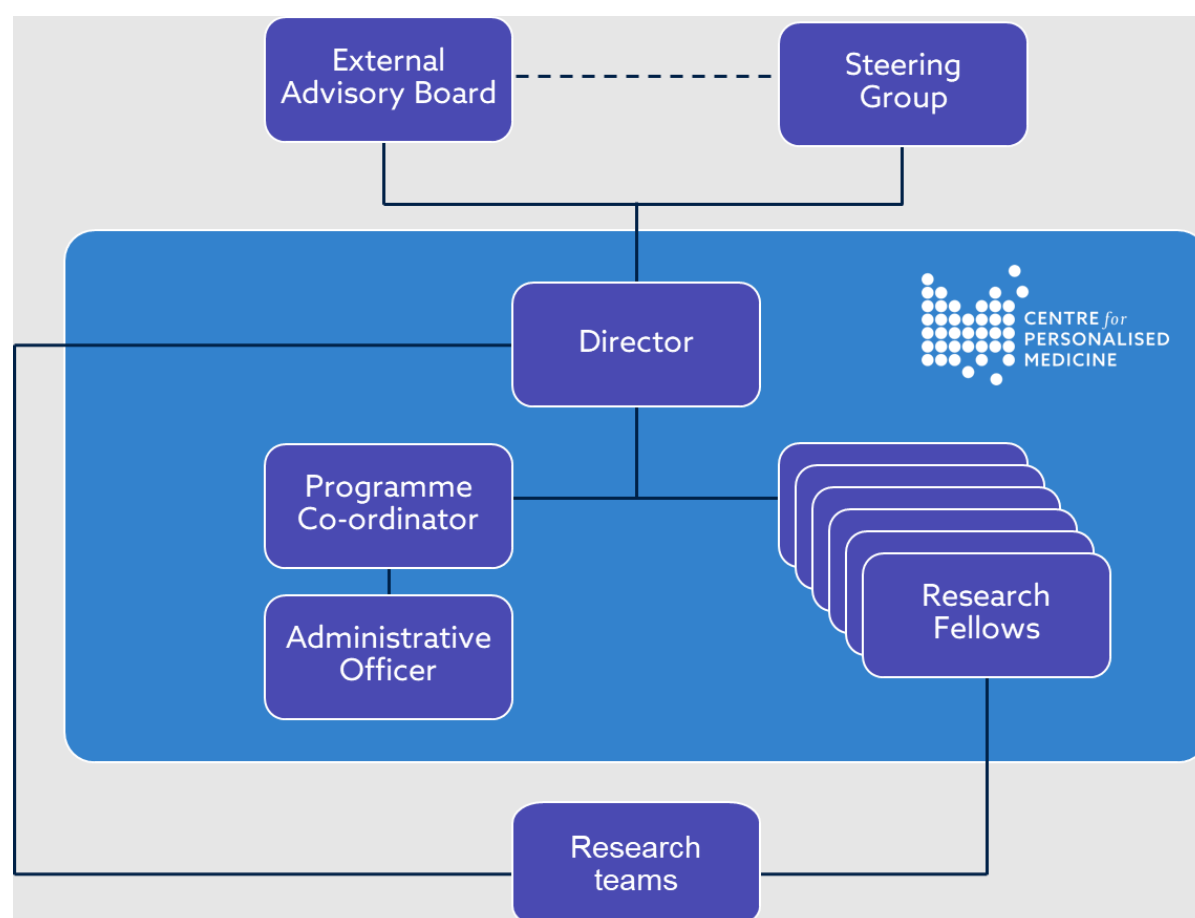 External
Advisory Board
Steering
Group
Director
CENTRE for
PERSONALISED
MEDICINE
Programme
Co-ordinator
Administrative
Officer
Research
Fellows
Research
teams